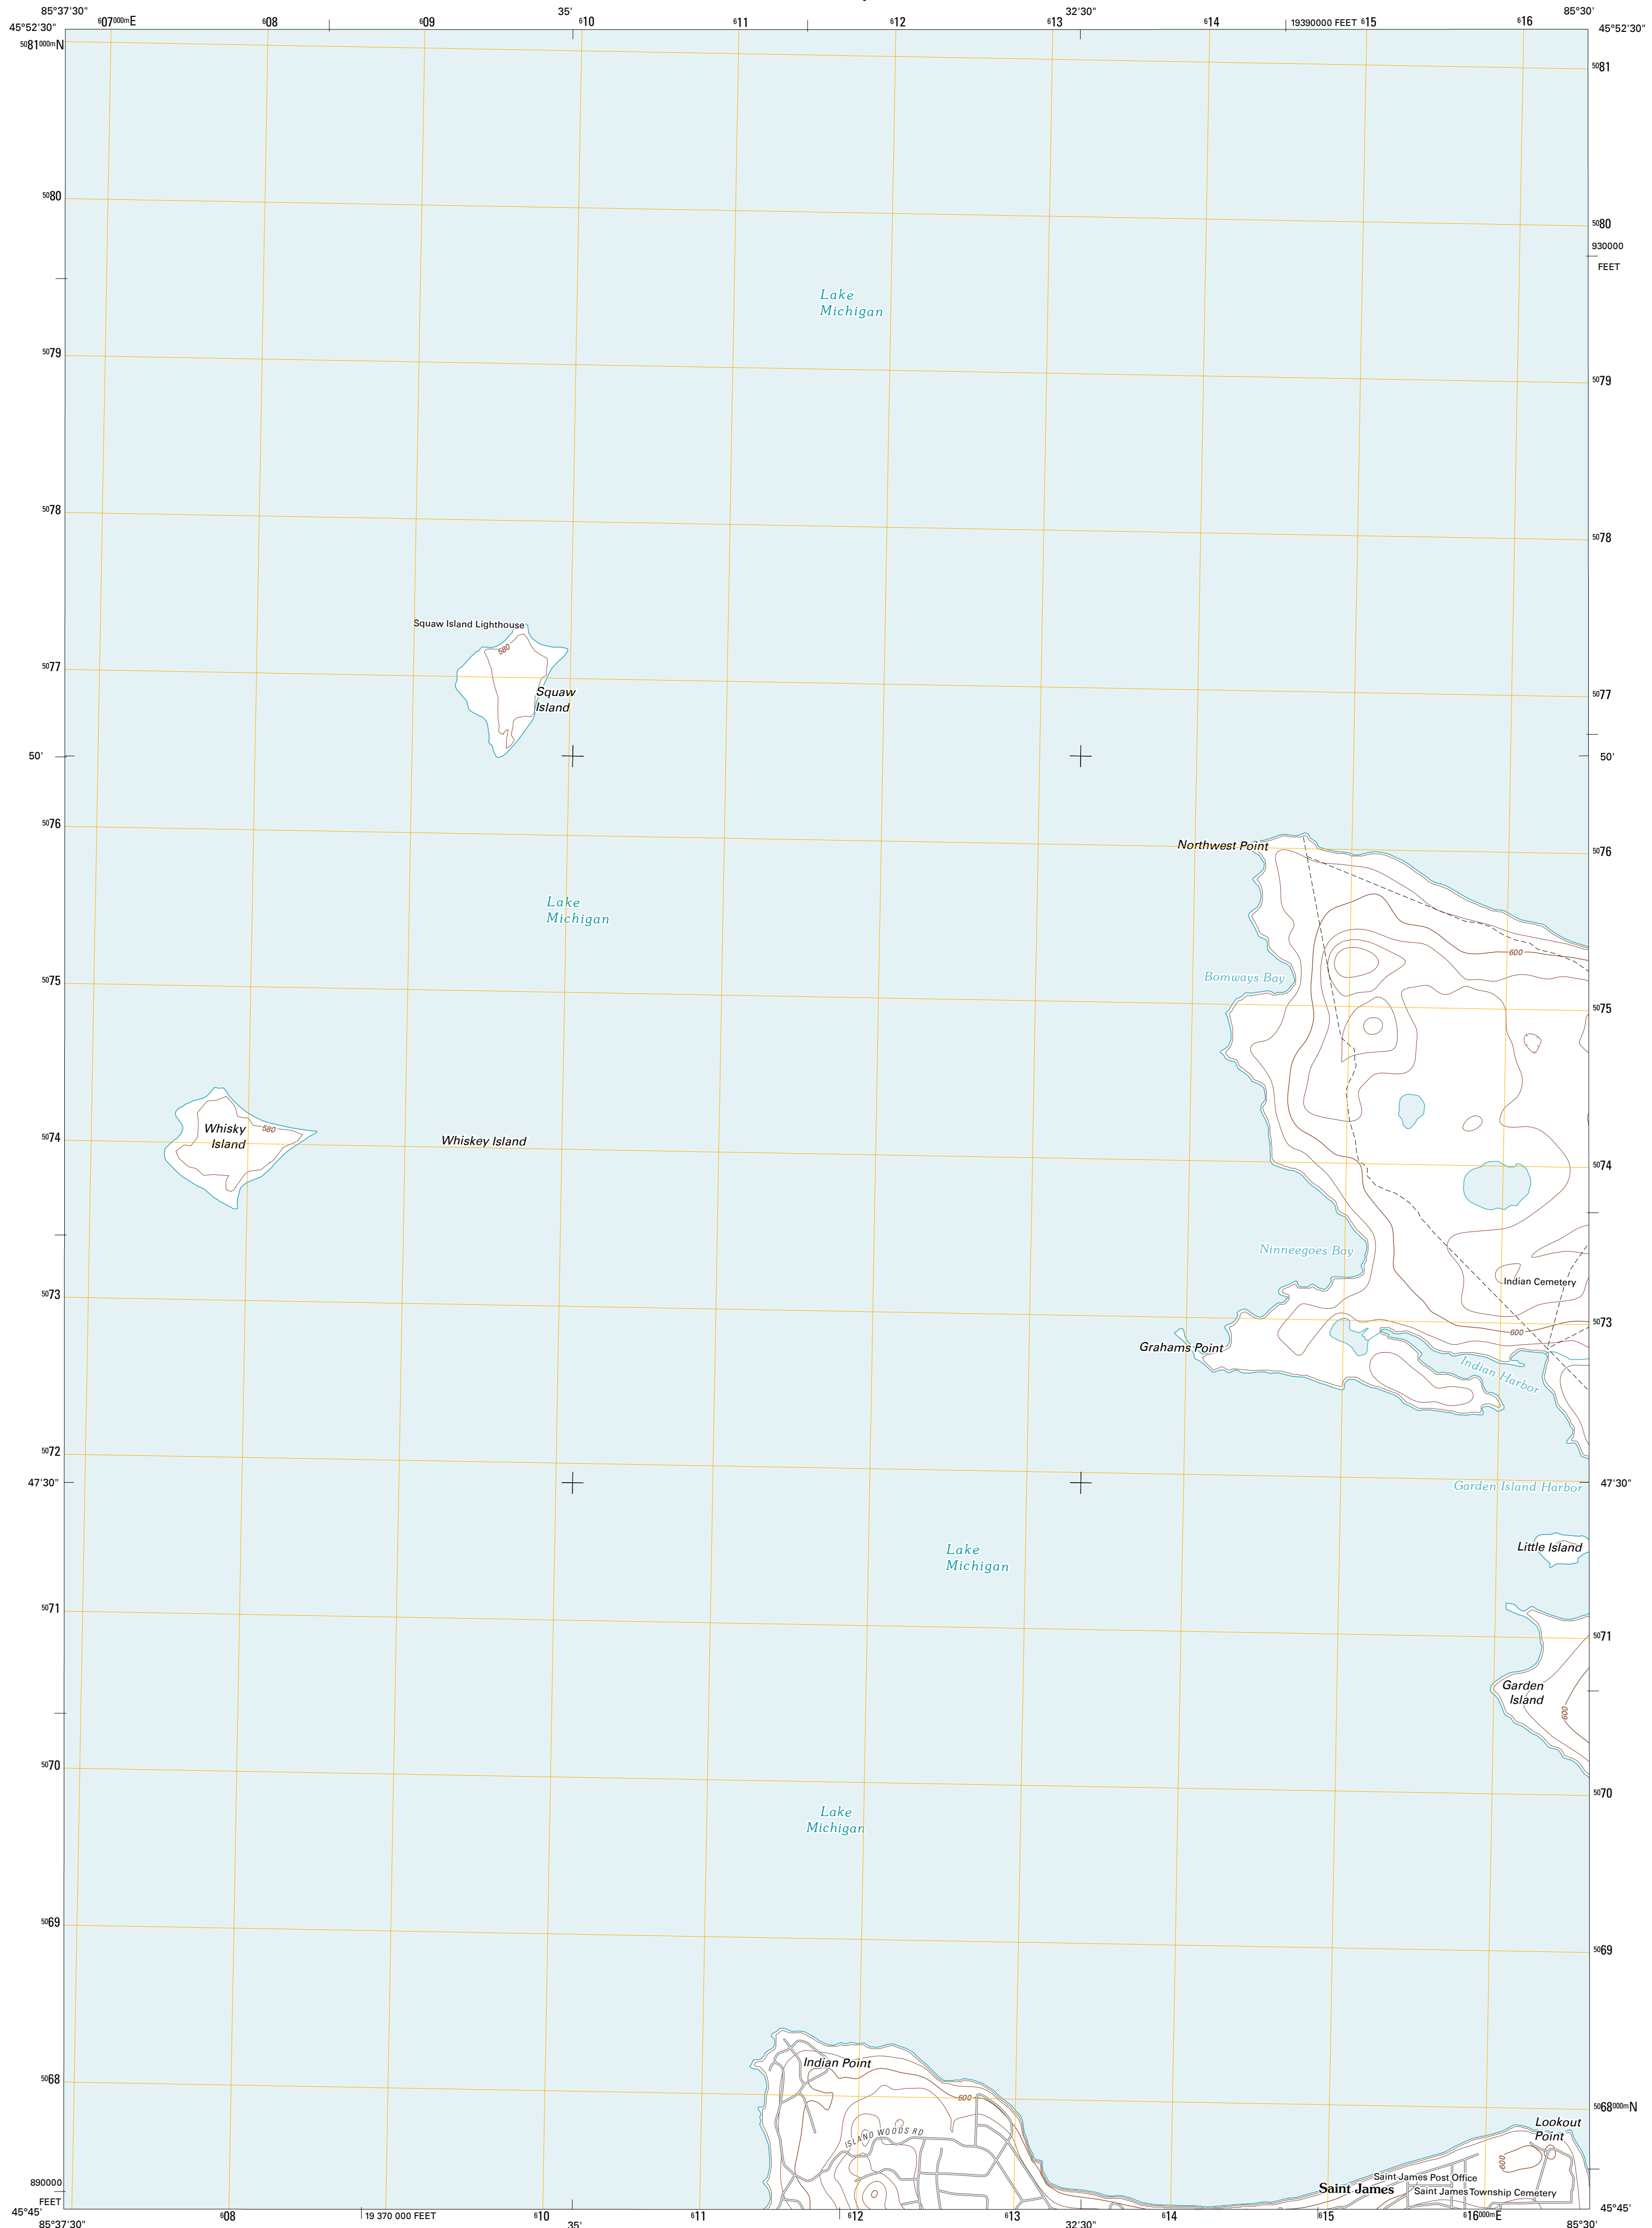 85°37'30"
35'
32'30"
85°30'
45°52'30"
607000mE
608
609
610
611
612
613
614
19390000 FEET
615
616
45°52'30"
5081000mN
5081
5080
5080
930000
FEET
Lake
Michigan
5079
5079
5078
5078
Squaw Island Lighthouse
580
5077
Squaw
Island
5077
50'
50'
5076
Northwest Point
5076
Lake
Michigan
600
Bomways Bay
5075
5075
Whisky
Island
580
5074
Whiskey Island
5074
Ninneegoes Bay
Indian Cemetery
5073
5073
600
Grahams Point
Indian Harbor
5072
47'30"
47'30"
Garden Island Harbor
Little Island
Lake
Michigan
5071
5071
Garden
Island
600
5070
5070
Lake
Michigan
5069
5069
Indian Point
5068
600
5068000mN
Lookout
Point
ISLAND WOODS RD
600
Saint James Post Office
Saint James
Saint James Township Cemetery
890000
FEET
45°45'
45°45'
85°37'30"
608
19 370 000 FEET
610
35'
611
612
613
32'30"
614
615
616000mE
85°30'